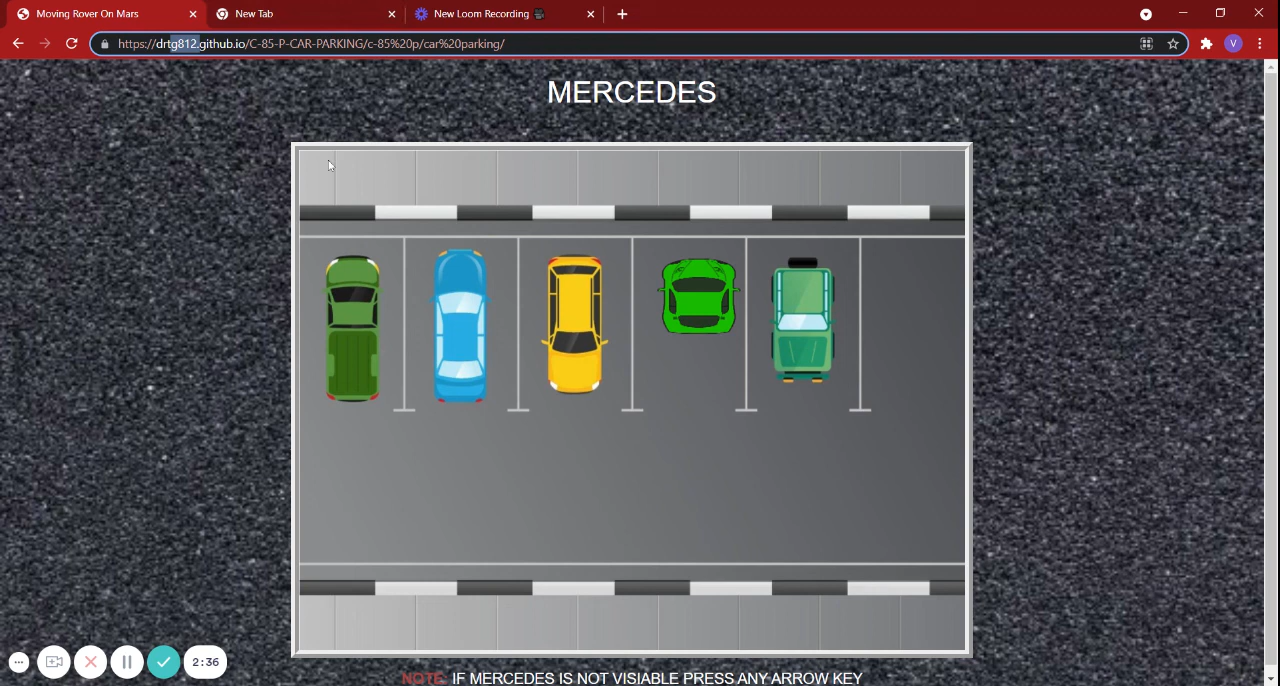 Moving Rover On Mars
New Tab
New Loom Recording
https://drtg812.github.io/C-85-P-CAR-PARKING/c-85%20p/car%20parking/
V
MERCEDES
2:36
NOTE: IF MERCEDES IS NOT VISIABLE PRESS ANY ARROW KEY